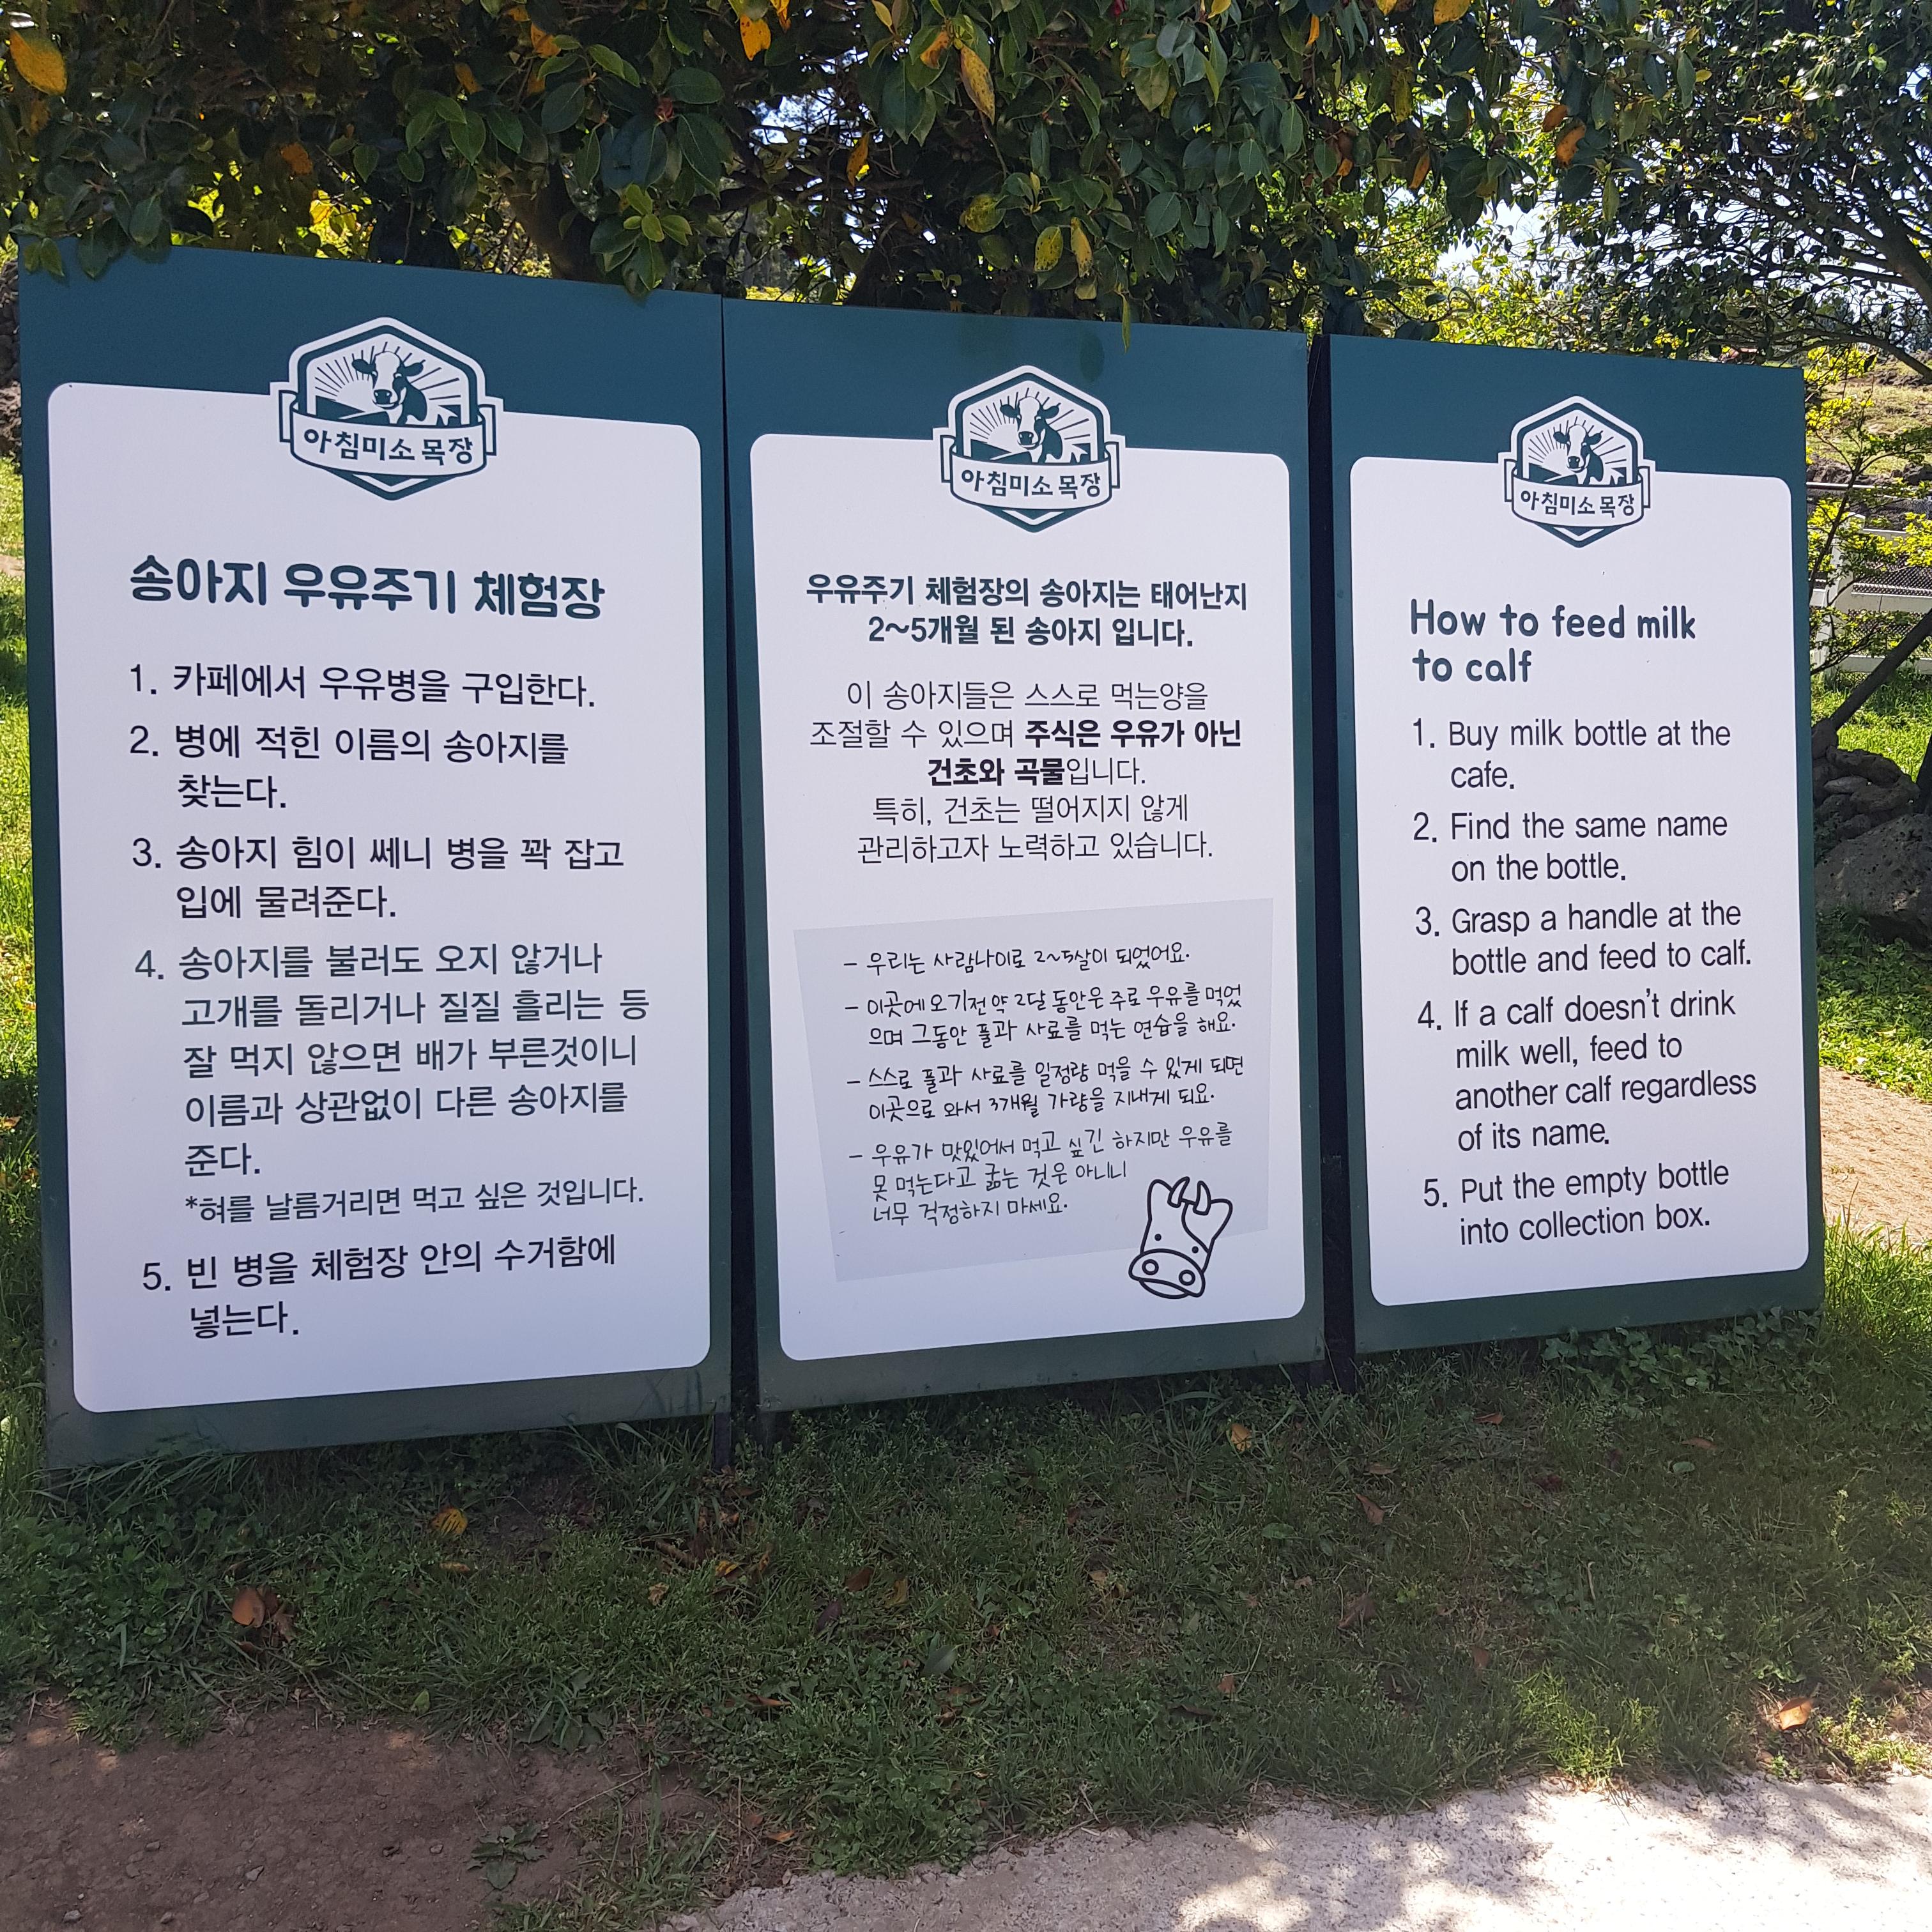 아침미소목장
송아지 우유주기 체험장
1. 카페에서 우유병을 구입한다.
2. 병에 적힌 이름의 송아지를
찾는다.
3. 송아지 힘이 쎄니 병을 꽉 잡고
입에 물려준다.
4. 송아지를 불러도 오지 않거나
고개를 돌리거나 질질 흘리는 등
잘 먹지 않으면 배가 부른것이니
이름과 상관없이 다른 송아지를
준다.
*혀를 날름거리면 먹고 싶은 것입니다.
5. 빈 병을 체험장 안의 수거함에
넣는다.
아침미소목장
우유주기 체험장의 송아지는 태어난지
2~5개월 된 송아지 입니다.
이 송아지들은 스스로 먹는양을
조절할 수 있으며 주식은 우유가 아닌
건초와 곡물입니다.
특히, 건초는 떨어지지 않게
관리하고자 노력하고 있습니다.
- 우리는 사람나이로 2~5살이 되었어요.
- 이곳에 오기전 약 2달 동안은 주로 우유를 먹었
으며 그동안 풀과 사료를 먹는 연습을 해요.
- 스스로 풀과 사료를 일정량 먹을 수 있게 되면
이곳으로 와서 3개월 가량을 지내게 되요.
- 우유가 맛있어서 먹고 싶긴 하지만 우유를
못 먹는다고 굶는 것은 아니니
너무 걱정하지 마세요.
아침미소목장
How to feed milk
to calf
1. Buy milk bottle at the
cafe.
2. Find the same name
on the bottle.
3. Grasp a handle at the
bottle and feed to calf.
4. If a calf doesn't drink
milk well, feed to
another calf regardless
of its name.
5. Put the empty bottle
into collection box.